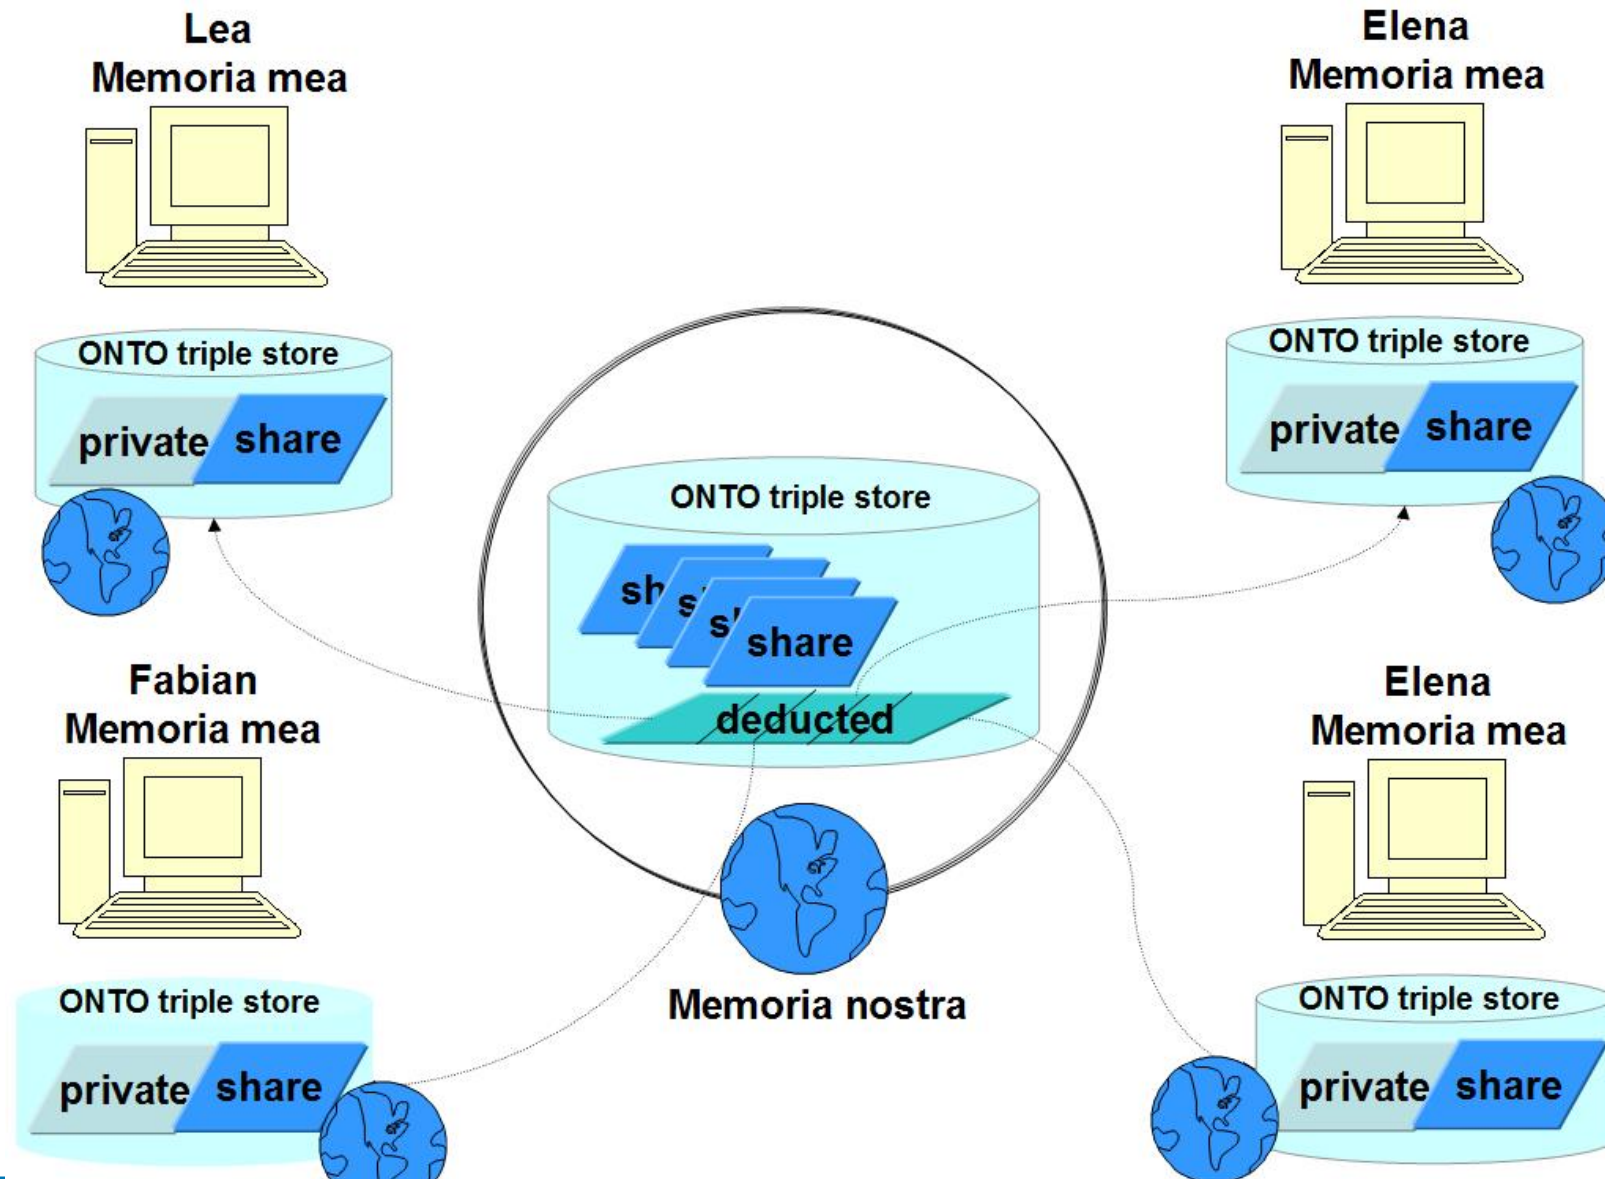 Lea
Memoria mea
ONTO triple store
private share
Elena
Memoria mea
ONTO triple store
private share
ONTO triple store
sh
s
sl
share
deducted
Memoria nostra
Fabian
Memoria mea
ONTO triple store
private share
Elena
Memoria mea
ONTO triple store
private share